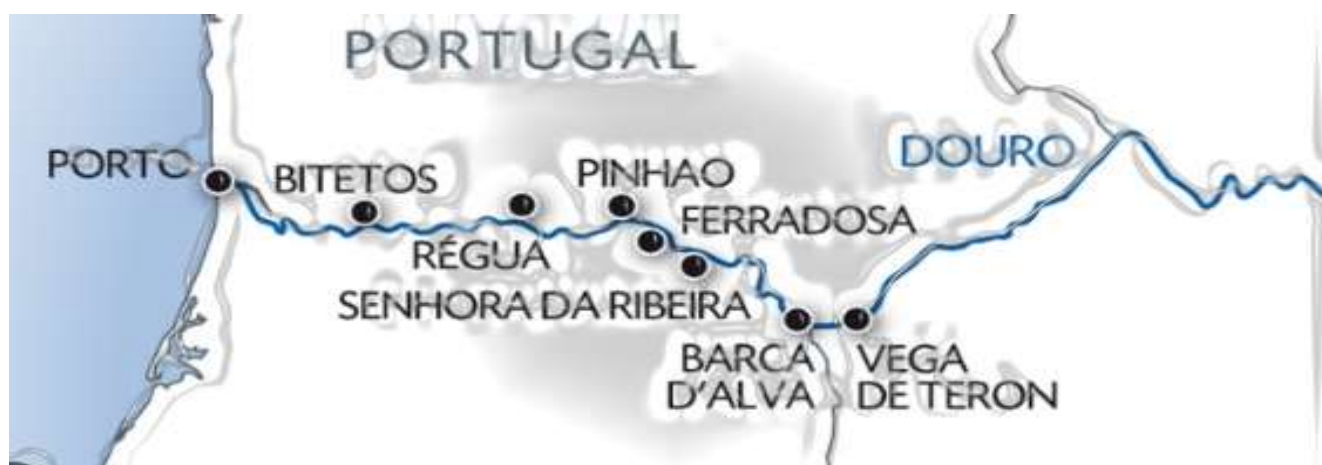 PORTUGAL
DOURO
PORTO
BITETOS
PINHAO
FERRADOSA
RÉGUA
SENHORA DA RIBEIRA
BARCA
D'ALVA
VEGA
DE TERON